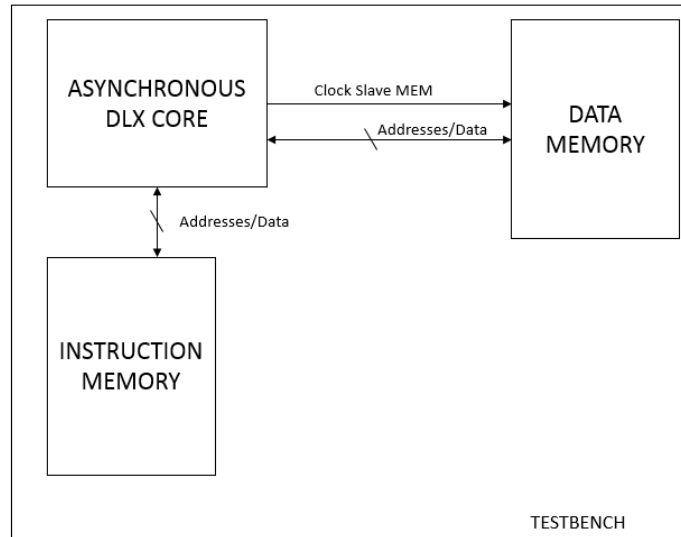 ASYNCHRONOUS
DLX CORE
Clock Slave MEM
Addresses/Data
DATA
MEMORY
Addresses/Data
INSTRUCTION
MEMORY
TESTBENCH